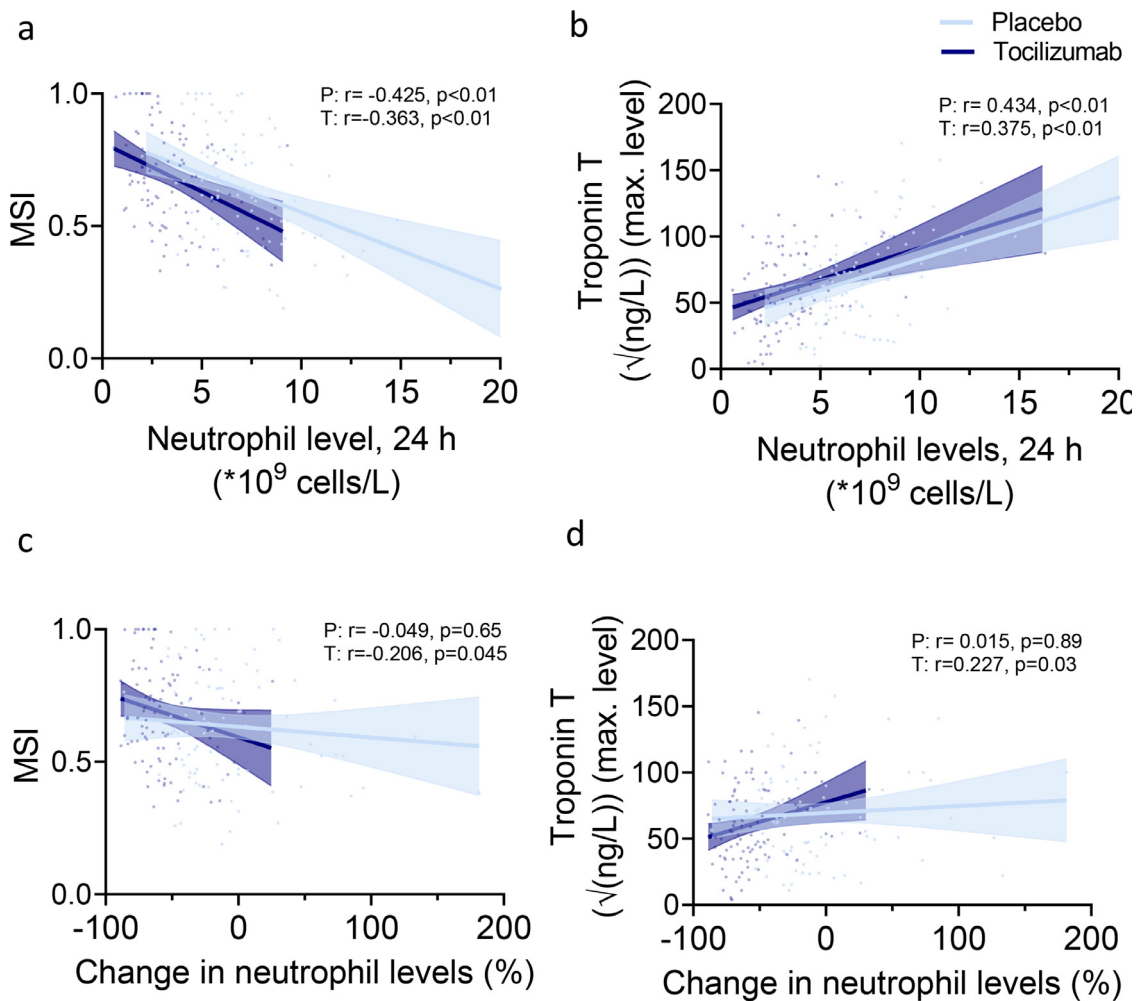 a
b
Placebo
Tocilizumab
P: r= -0.425, p<0.01
T: r=-0.363, p<0.01
1.0
0.5
0.0
MSI
0 5 10 15 20
Neutrophil level, 24 h
(*10⁹ cells/L)
P: r= 0.434, p<0.01
T: r=0.375, p<0.01
200
150
100
50
0
Troponin T
(√(ng/L)) (max. level)
0 5 10 15 20
Neutrophil levels, 24 h
(*10⁹ cells/L)
c
d
P: r= -0.049, p=0.65
T: r=-0.206, p=0.045
1.0
0.5
0.0
MSI
-100 0 100 200
Change in neutrophil levels (%)
P: r= 0.015, p=0.89
T: r=0.227, p=0.03
200
150
100
50
0
Troponin T
(√(ng/L)) (max. level)
-100 0 100 200
Change in neutrophil levels (%)